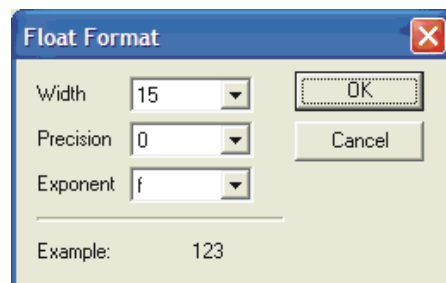 Float Format
Width 15 OK
Precision 0 Cancel
Exponent f
Example: 123